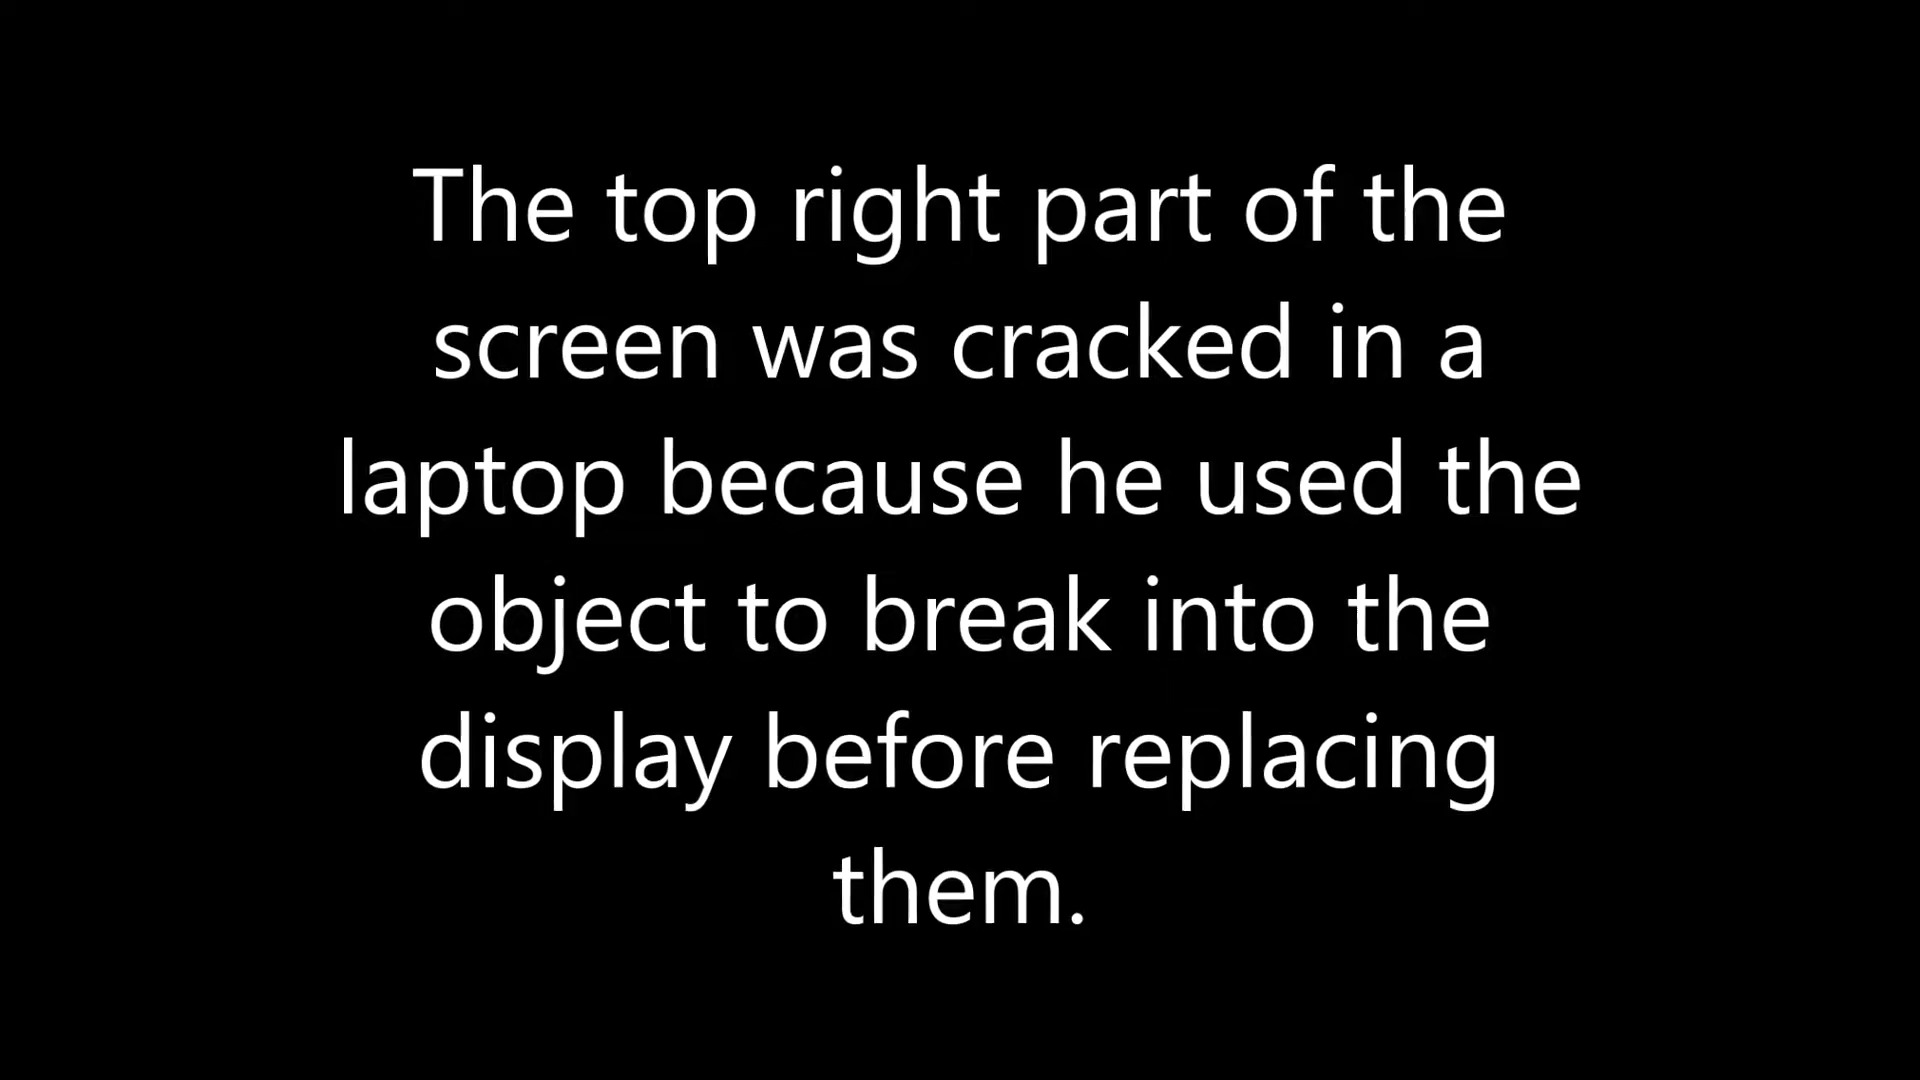 The top right part of the
screen was cracked in a
laptop because he used the
object to break into the
display before replacing
them.